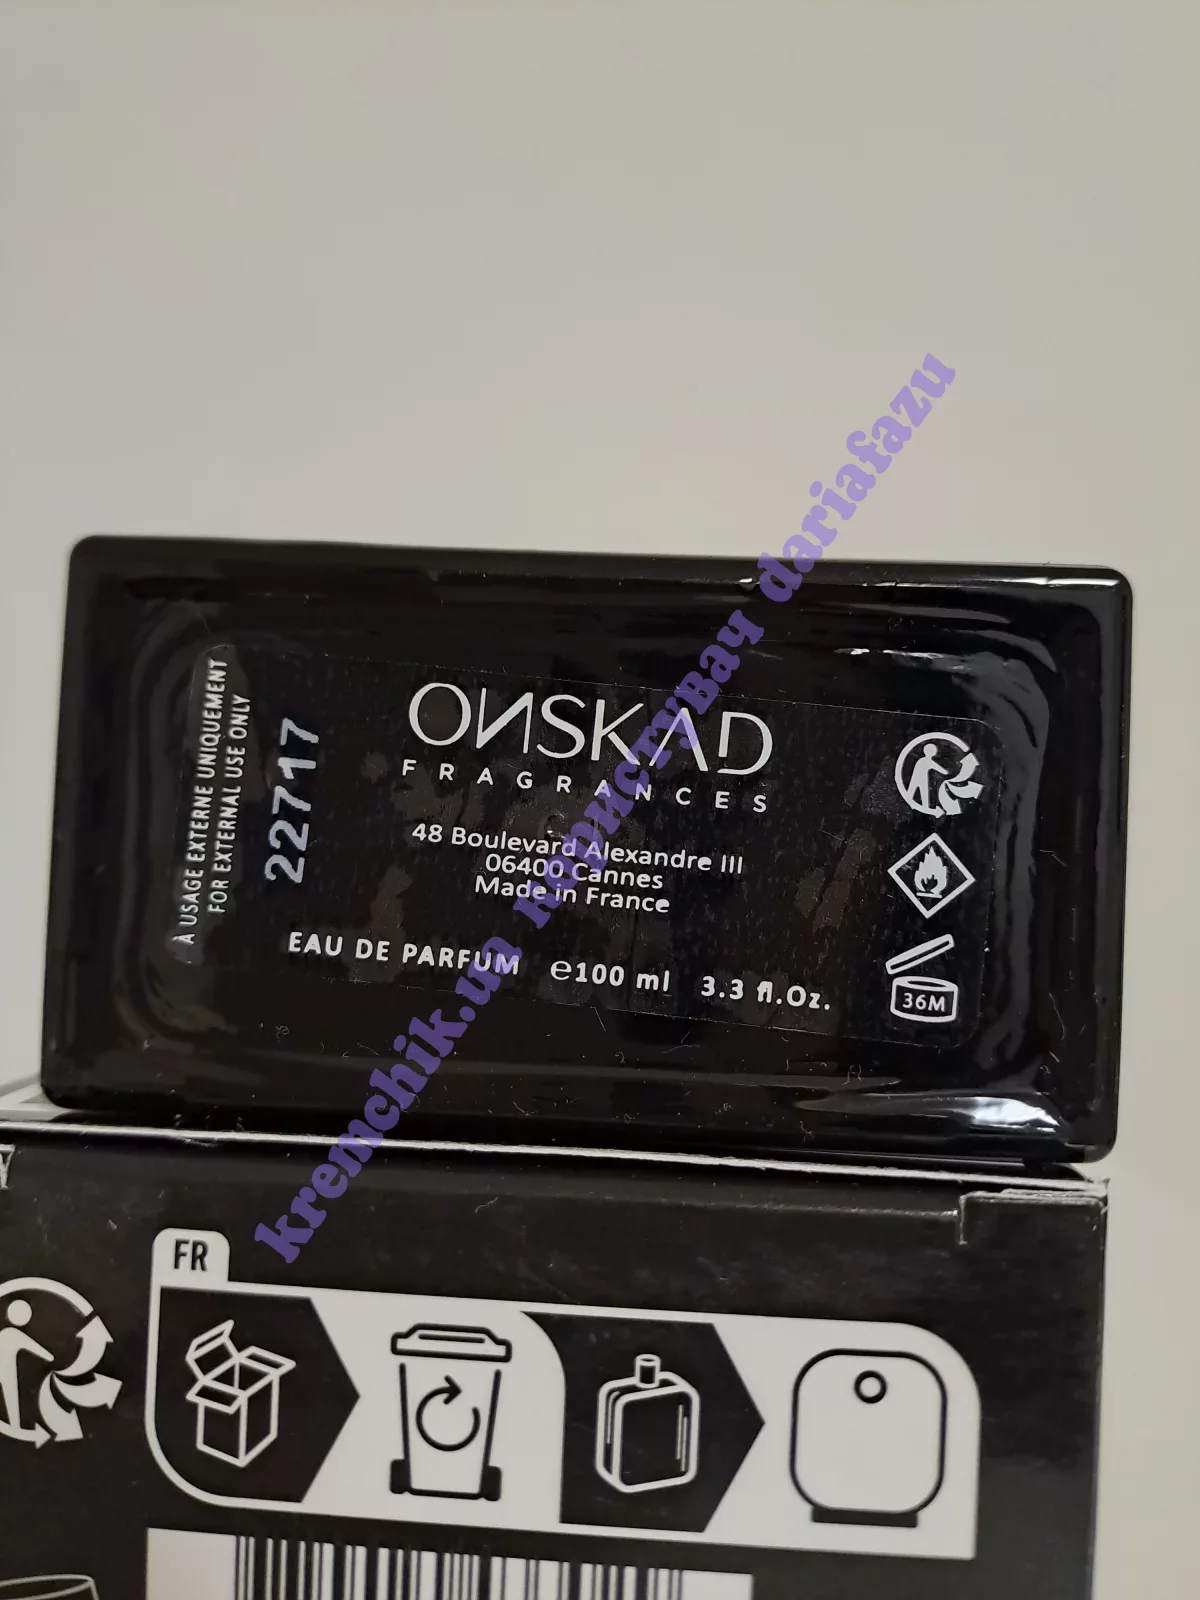 À USAGE EXTERNE UNIQUEMENT
FOR EXTERNAL USE ONLY
22717
OИSKAD
FRAGRANCES
48 Boulevard Alexandre III
06400 Cannes
Made in France
EAU DE PARFUM ℮100 ml 3.3 fl.Oz.
36M
kremchik.ua користувач dariafazu
FR